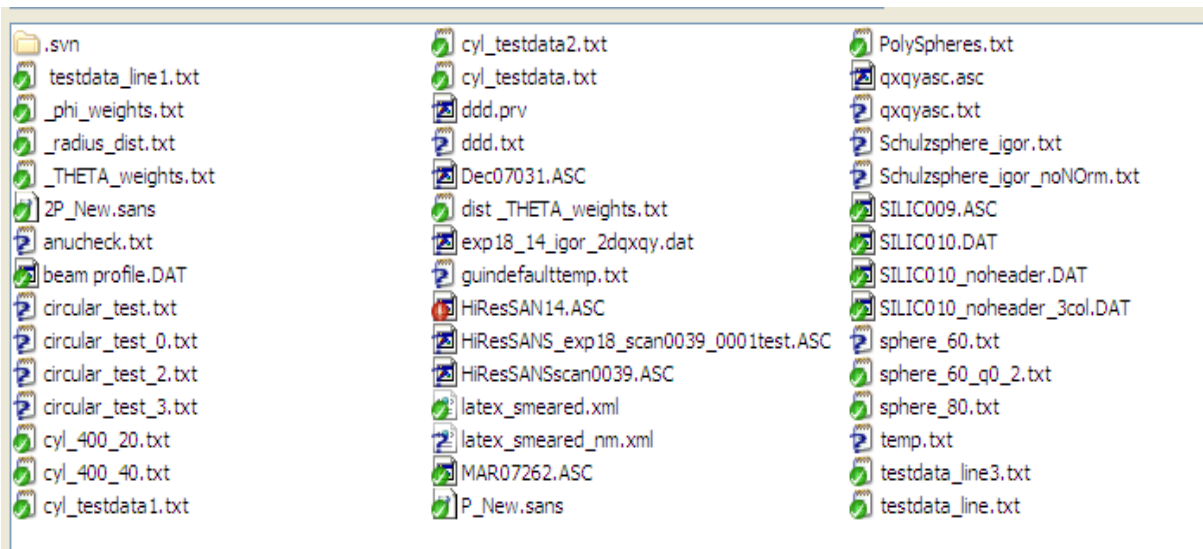 .svn
testdata_line1.txt
_phi_weights.txt
_radius_dist.txt
_THETA_weights.txt
2P_New.sans
anucheck.txt
beam profile.DAT
circular_test.txt
circular_test_0.txt
circular_test_2.txt
circular_test_3.txt
cyl_400_20.txt
cyl_400_40.txt
cyl_testdata1.txt
cyl_testdata2.txt
cyl_testdata.txt
ddd.prv
ddd.txt
Dec07031.ASC
dist _THETA_weights.txt
exp18_14_igor_2dqxqy.dat
guindefaulttemp.txt
HiResSAN14.ASC
HiResSANS_exp18_scan0039_0001test.ASC
HiResSANSscan0039.ASC
latex_smeared.xml
latex_smeared_nm.xml
MAR07262.ASC
P_New.sans
PolySpheres.txt
qxqyasc.asc
qxqyasc.txt
Schulzsphere_igor.txt
Schulzsphere_igor_noNOrm.txt
SILIC009.ASC
SILIC010.DAT
SILIC010_noheader.DAT
SILIC010_noheader_3col.DAT
sphere_60.txt
sphere_60_q0_2.txt
sphere_80.txt
temp.txt
testdata_line3.txt
testdata_line.txt